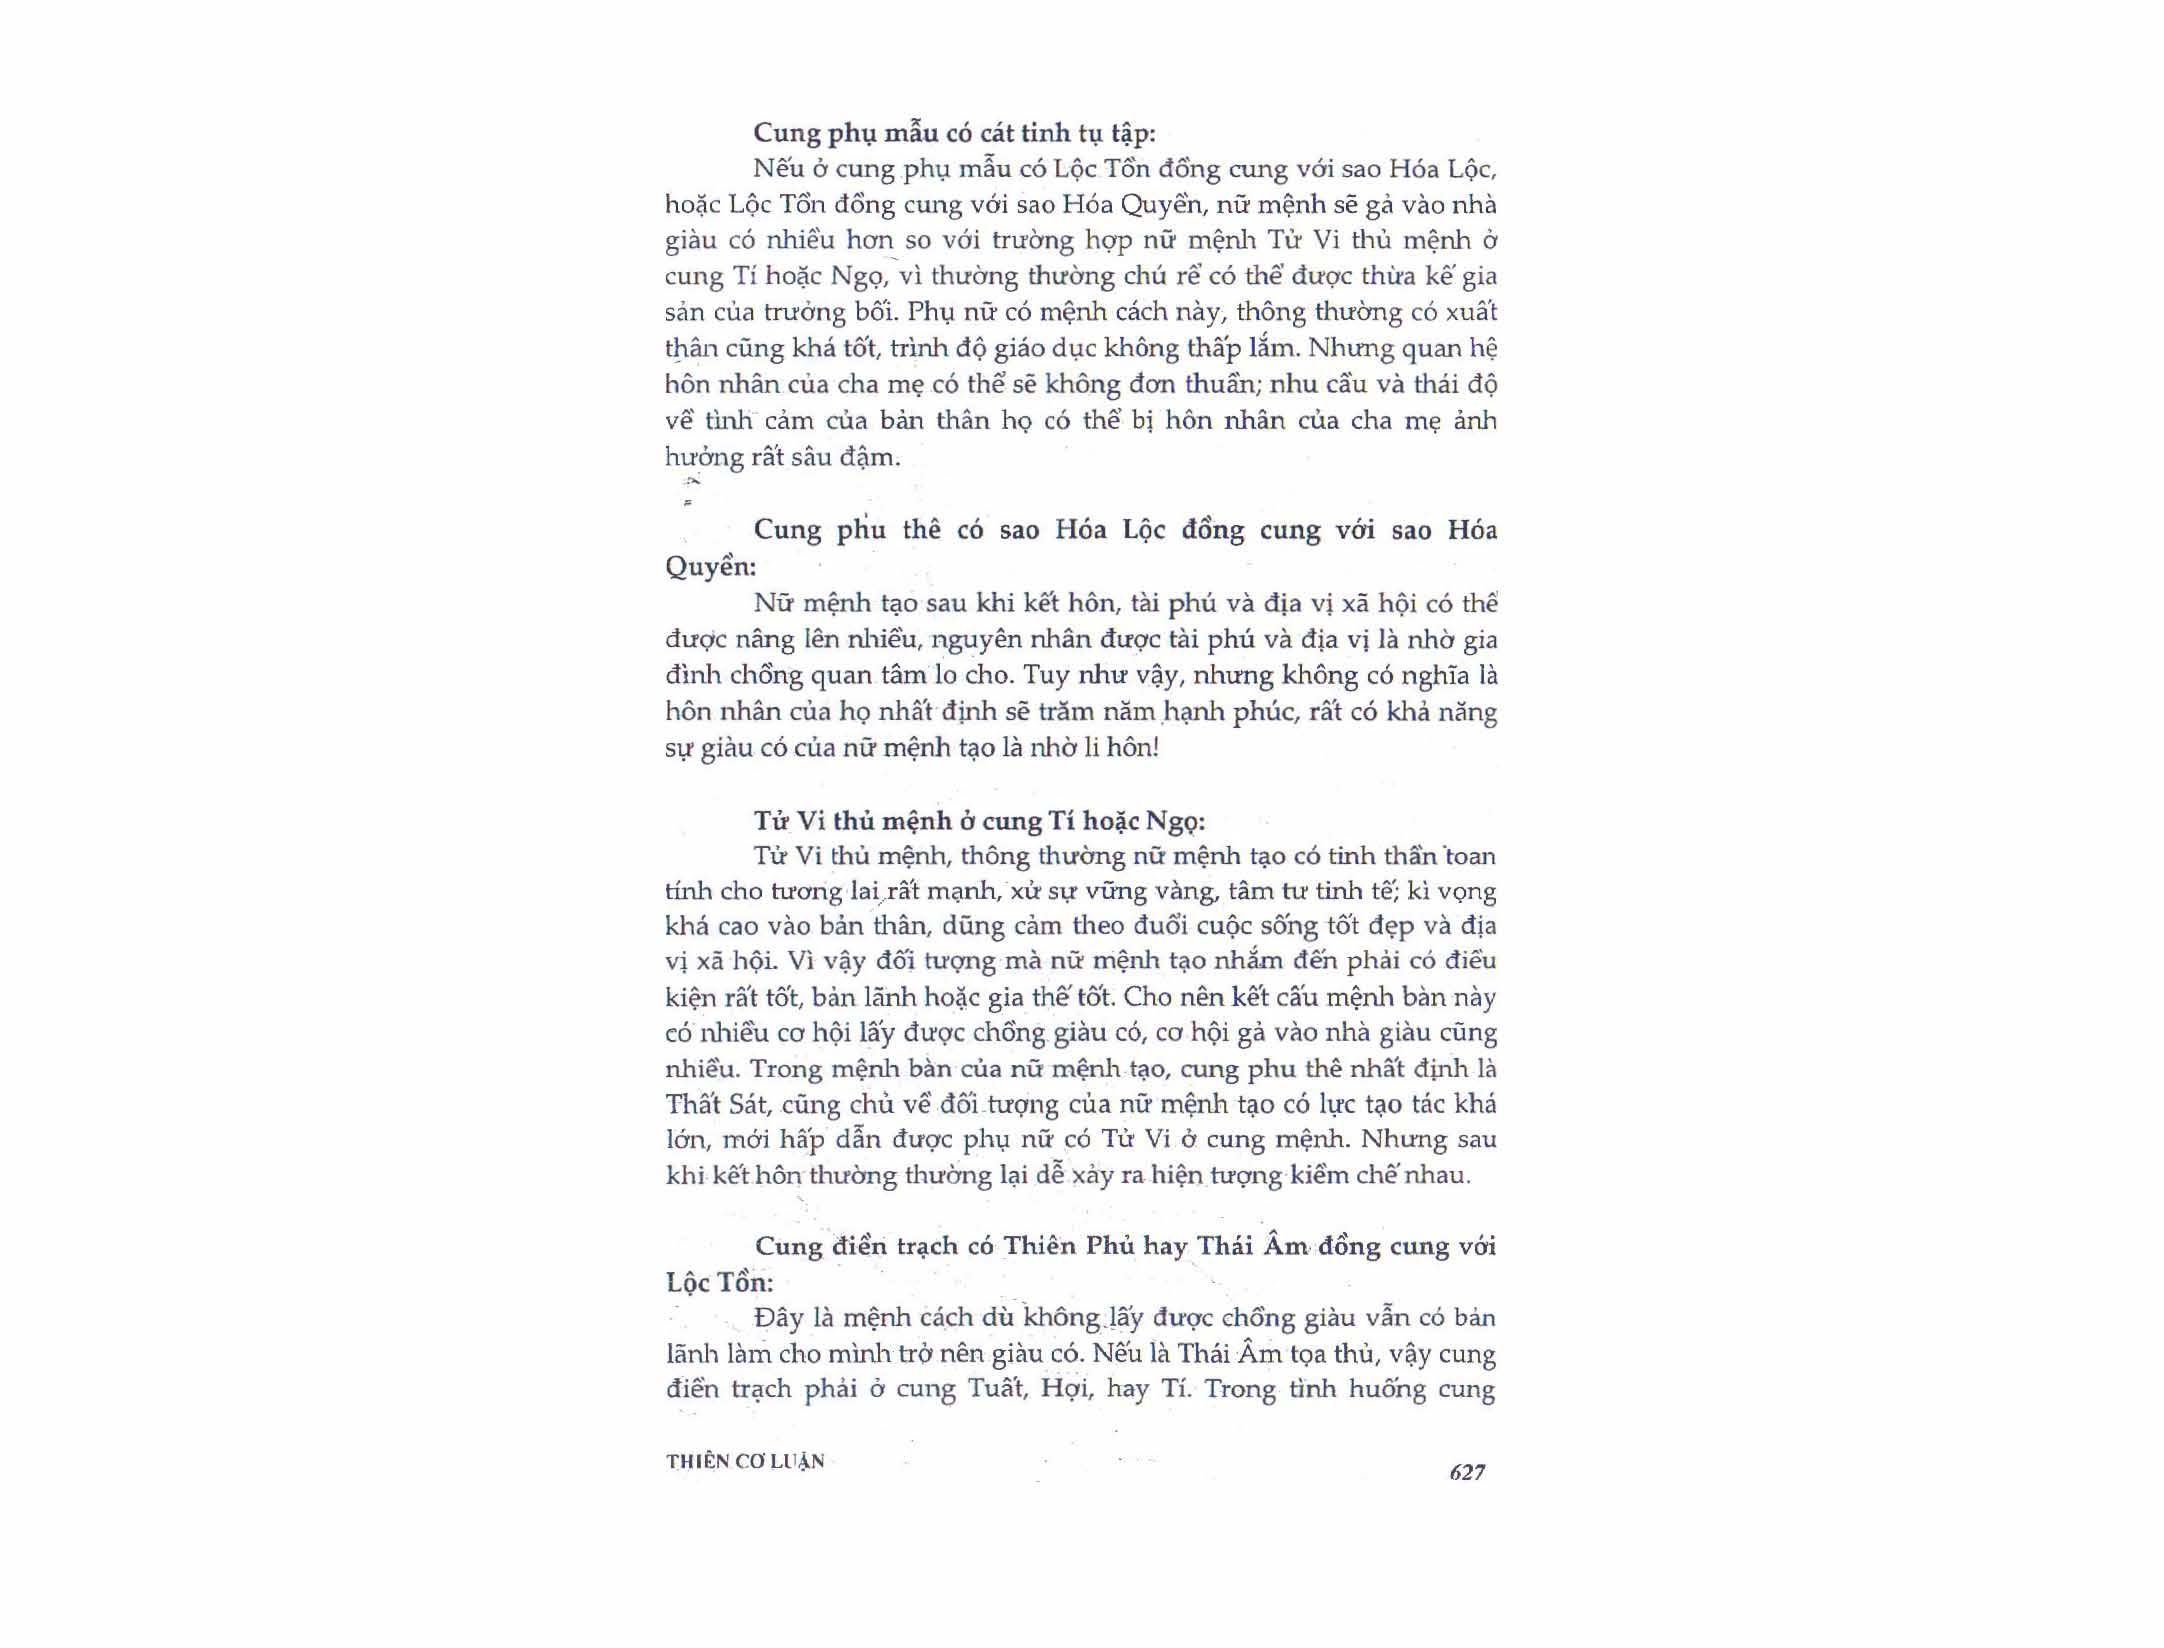 Cung phụ mẫu có cát tinh tụ tập:
Nếu ở cung phụ mẫu có Lộc Tồn đồng cung với sao Hóa Lộc,
hoặc Lộc Tồn đồng cung với sao Hóa Quyền, nữ mệnh sẽ gả vào nhà
giàu có nhiều hơn so với trường hợp nữ mệnh Tử Vi thủ mệnh ở
cung Tí hoặc Ngọ, vì thường thường chú rể có thể được thừa kế gia
sản của trưởng bối. Phụ nữ có mệnh cách này, thông thường có xuất
thân cũng khá tốt, trình độ giáo dục không thấp lắm. Nhưng quan hệ
hôn nhân của cha mẹ có thể sẽ không đơn thuần; nhu cầu và thái độ
về tình cảm của bản thân họ có thể bị hôn nhân của cha mẹ ảnh
hưởng rất sâu đậm.
Cung phu thê có sao Hóa Lộc đồng cung với sao Hóa
Quyền:
Nữ mệnh tạo sau khi kết hôn, tài phú và địa vị xã hội có thể
được nâng lên nhiều, nguyên nhân được tài phú và địa vị là nhờ gia
đình chồng quan tâm lo cho. Tuy như vậy, nhưng không có nghĩa là
hôn nhân của họ nhất định sẽ trăm năm hạnh phúc, rất có khả năng
sự giàu có của nữ mệnh tạo là nhờ li hôn!
Tử Vi thủ mệnh ở cung Tí hoặc Ngọ:
Tử Vi thủ mệnh, thông thường nữ mệnh tạo có tinh thần toan
tính cho tương lai rất mạnh, xử sự vững vàng, tâm tư tinh tế; kì vọng
khá cao vào bản thân, dũng cảm theo đuổi cuộc sống tốt đẹp và địa
vị xã hội. Vì vậy đối tượng mà nữ mệnh tạo nhắm đến phải có điều
kiện rất tốt, bản lãnh hoặc gia thế tốt. Cho nên kết cấu mệnh bàn này
có nhiều cơ hội lấy được chồng giàu có, cơ hội gả vào nhà giàu cũng
nhiều. Trong mệnh bàn của nữ mệnh tạo, cung phu thê nhất định là
Thất Sát, cũng chủ về đối tượng của nữ mệnh tạo có lực tạo tác khá
lớn, mới hấp dẫn được phụ nữ có Tử Vi ở cung mệnh. Nhưng sau
khi kết hôn thường thường lại dễ xảy ra hiện tượng kiềm chế nhau.
Cung điền trạch có Thiên Phủ hay Thái Âm đồng cung với
Lộc Tồn:
Đây là mệnh cách dù không lấy được chồng giàu vẫn có bản
lãnh làm cho mình trở nên giàu có. Nếu là Thái Âm tọa thủ, vậy cung
điền trạch phải ở cung Tuất, Hợi, hay Tí. Trong tình huống cung
THIÊN CƠ LUẬN
627